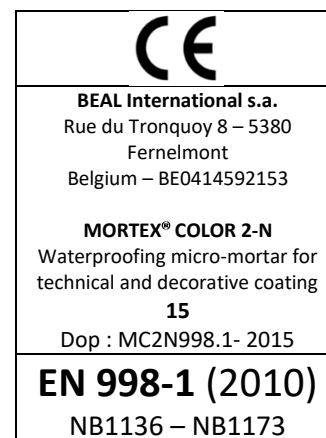 CE
BEAL International s.a.
Rue du Tronquoy 8 – 5380
Fernelmont
Belgium – BE0414592153
MORTEX® COLOR 2-N
Waterproofing micro-mortar for
technical and decorative coating
15
Dop : MC2N998.1- 2015
EN 998-1 (2010)
NB1136 – NB1173